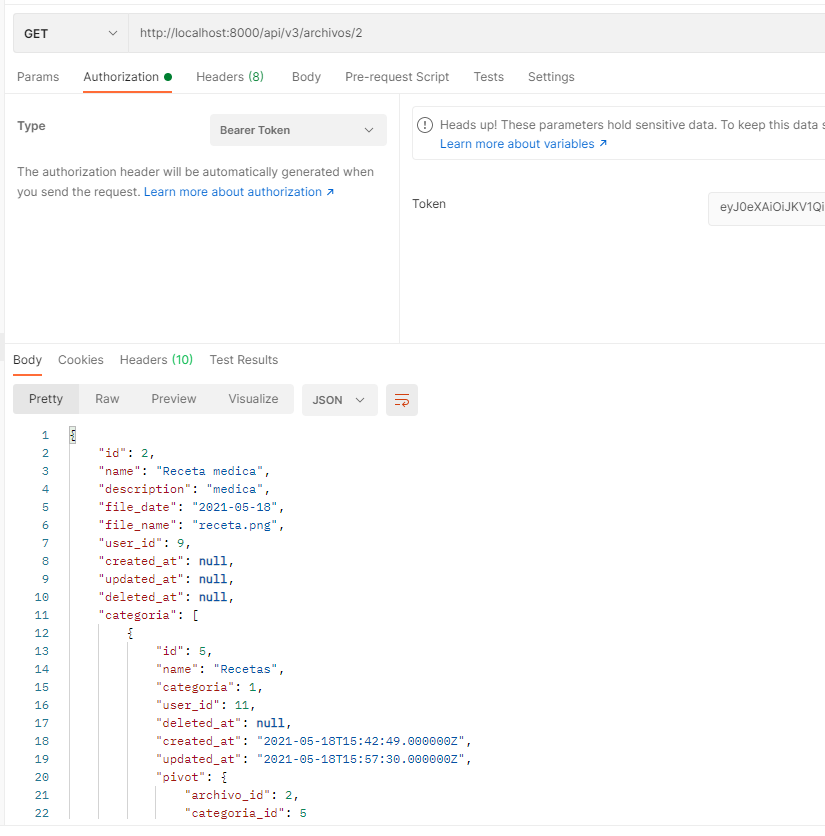 GET http://localhost:8000/api/v3/archivos/2
Params Authorization Headers (8) Body Pre-request Script Tests Settings
Type Bearer Token
The authorization header will be automatically generated when
you send the request. Learn more about authorization ↗
Heads up! These parameters hold sensitive data. To keep this data s
Learn more about variables ↗
Token eyJ0eXAiOiJKV1Qi
Body Cookies Headers (10) Test Results
Pretty Raw Preview Visualize JSON
1 {
2 "id": 2,
3 "name": "Receta medica",
4 "description": "medica",
5 "file_date": "2021-05-18",
6 "file_name": "receta.png",
7 "user_id": 9,
8 "created_at": null,
9 "updated_at": null,
10 "deleted_at": null,
11 "categoria": [
12 {
13 "id": 5,
14 "name": "Recetas",
15 "categoria": 1,
16 "user_id": 11,
17 "deleted_at": null,
18 "created_at": "2021-05-18T15:42:49.000000Z",
19 "updated_at": "2021-05-18T15:57:30.000000Z",
20 "pivot": {
21 "archivo_id": 2,
22 "categoria_id": 5